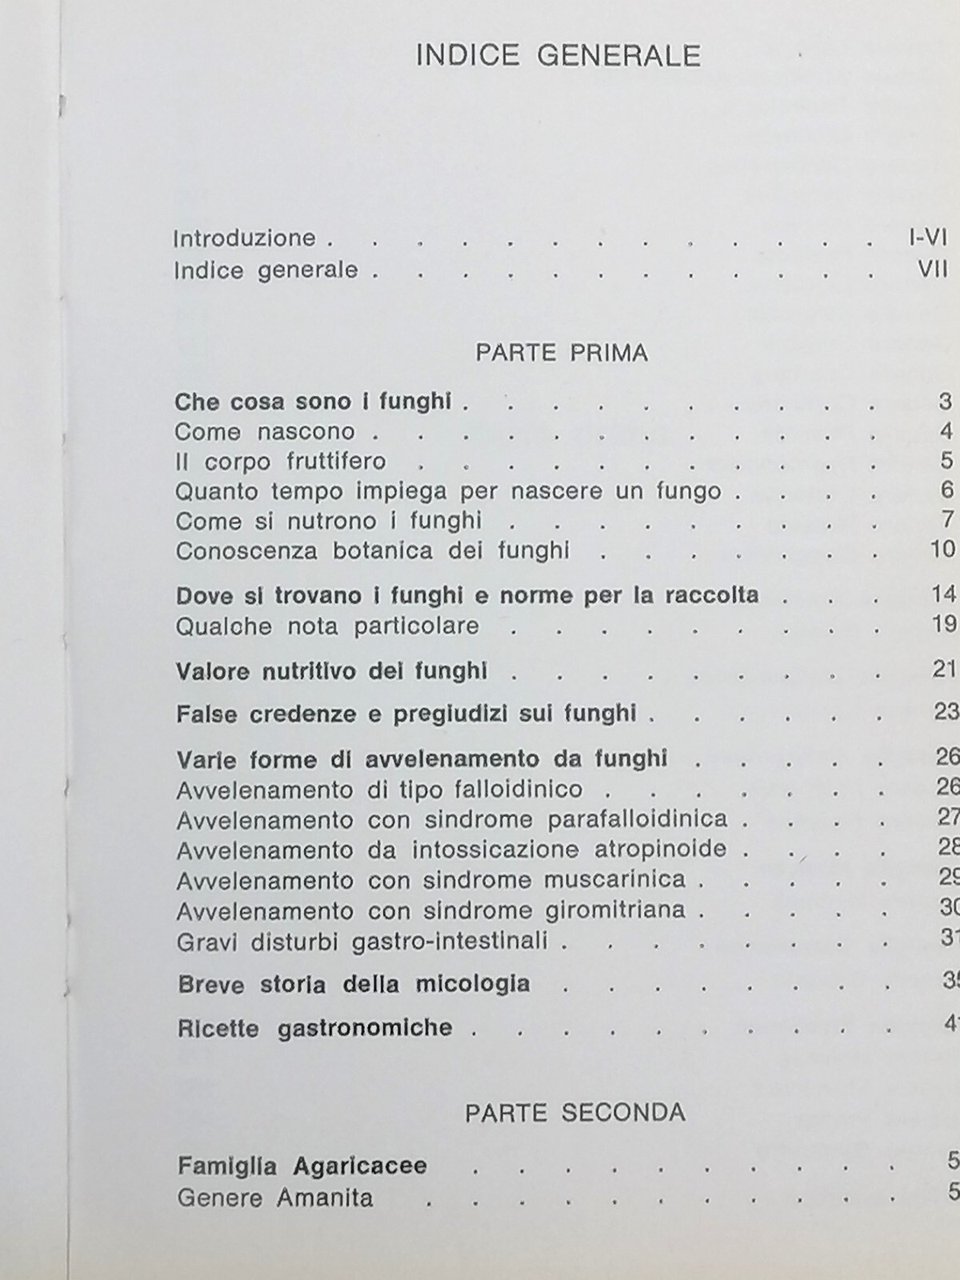 INDICE GENERALE
Introduzione . . . . . . . . . . . . . I-VI
Indice generale . . . . . . . . . . . . VII
PARTE PRIMA
Che cosa sono i funghi . . . . . . . . . . 3
Come nascono . . . . . . . . . . . . 4
Il corpo fruttifero . . . . . . . . . . . 5
Quanto tempo impiega per nascere un fungo . . . . 6
Come si nutrono i funghi . . . . . . . . . 7
Conoscenza botanica dei funghi . . . . . . . 10
Dove si trovano i funghi e norme per la raccolta . . . 14
Qualche nota particolare . . . . . . . . . 19
Valore nutritivo dei funghi . . . . . . . . . 21
False credenze e pregiudizi sui funghi . . . . . . 23
Varie forme di avvelenamento da funghi . . . . . 26
Avvelenamento di tipo falloidinico . . . . . . . 26
Avvelenamento con sindrome parafalloidinica . . . . 27
Avvelenamento da intossicazione atropinoide . . . . 28
Avvelenamento con sindrome muscarinica . . . . . 29
Avvelenamento con sindrome giromitriana . . . . . 30
Gravi disturbi gastro-intestinali . . . . . . . . 31
Breve storia della micologia . . . . . . . . 35
Ricette gastronomiche . . . . . . . . . . 41
PARTE SECONDA
Famiglia Agaricacee . . . . . . . . . . 5
Genere Amanita . . . . . . . . . . . 5